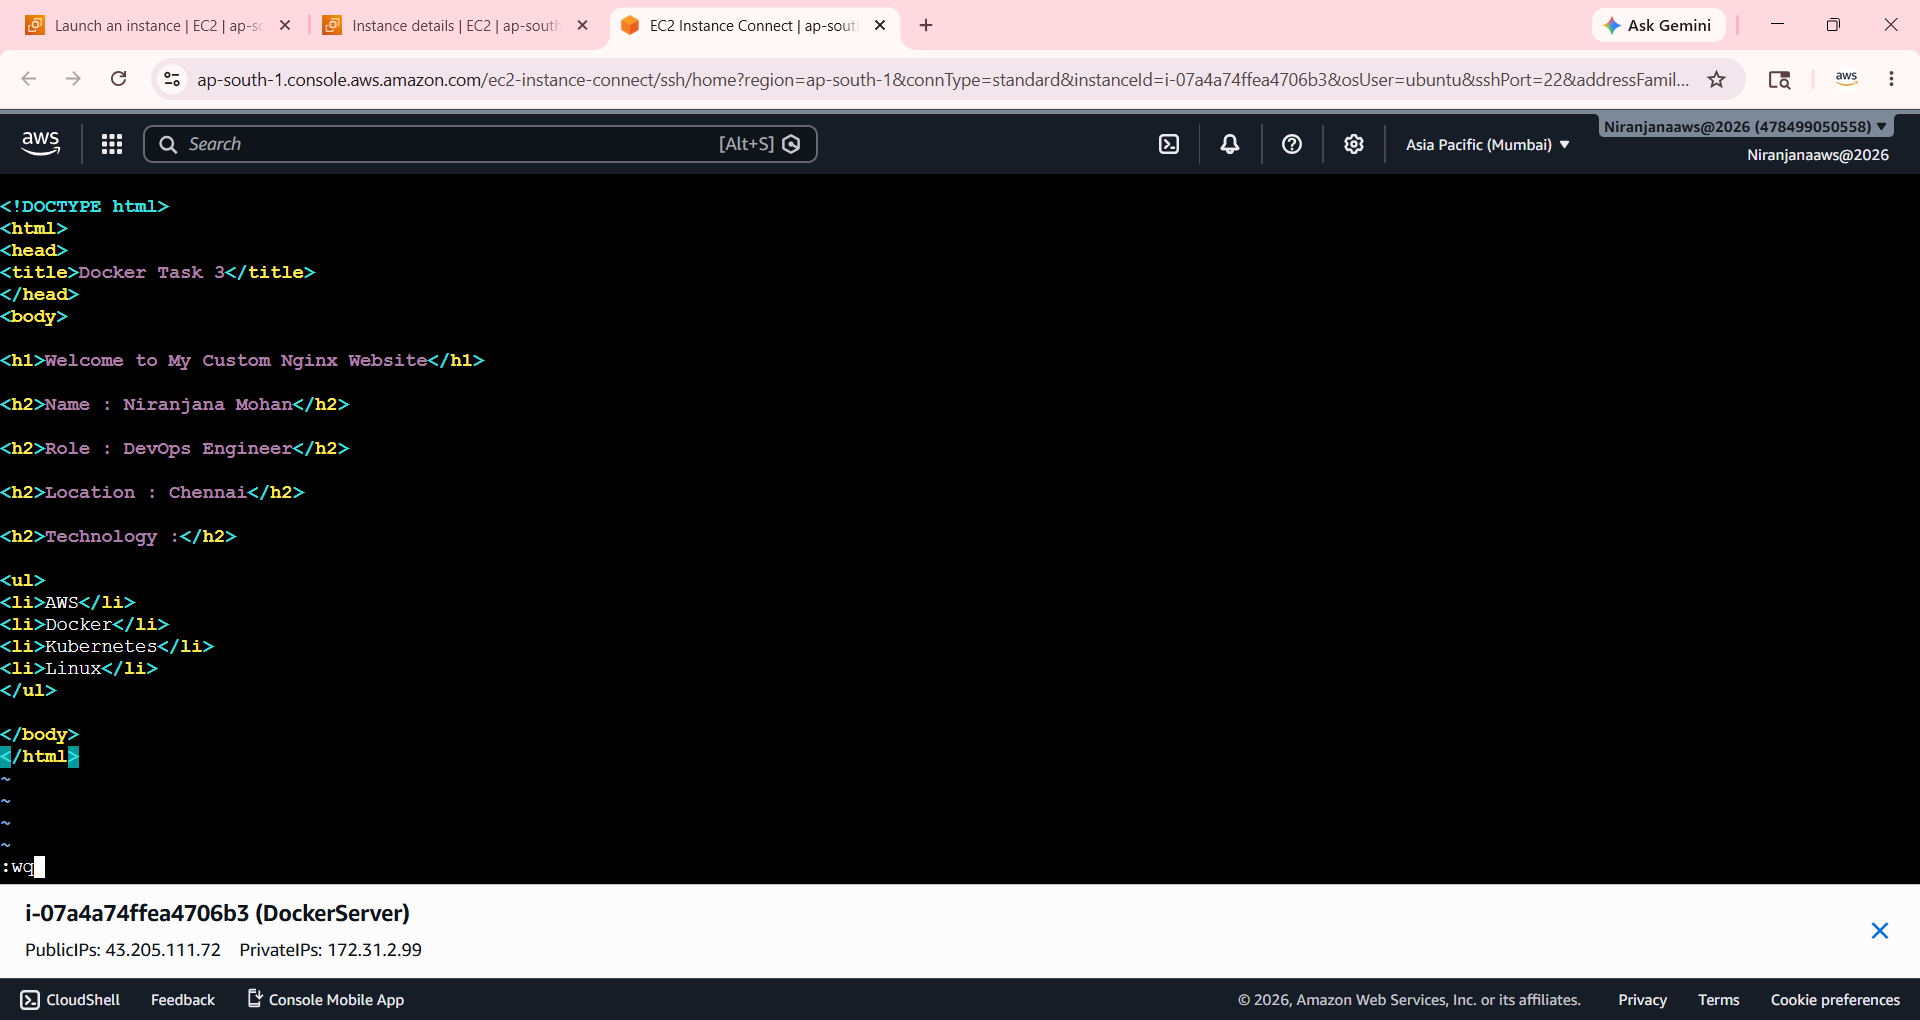 Launch an instance | EC2 | ap-so
Instance details | EC2 | ap-south
EC2 Instance Connect | ap-sout
Ask Gemini
ap-south-1.console.aws.amazon.com/ec2-instance-connect/ssh/home?region=ap-south-1&connType=standard&instanceId=i-07a4a74ffea4706b3&osUser=ubuntu&sshPort=22&addressFamil...
aws
aws
Search
[Alt+S]
Asia Pacific (Mumbai)
Niranjanaaws@2026 (478499050558)
Niranjanaaws@2026
<!DOCTYPE html>
<html>
<head>
<title>Docker Task 3</title>
</head>
<body>
<h1>Welcome to My Custom Nginx Website</h1>
<h2>Name : Niranjana Mohan</h2>
<h2>Role : DevOps Engineer</h2>
<h2>Location : Chennai</h2>
<h2>Technology :</h2>
<ul>
<li>AWS</li>
<li>Docker</li>
<li>Kubernetes</li>
<li>Linux</li>
</ul>
</body>
</html>
~
~
~
~
:wq
i-07a4a74ffea4706b3 (DockerServer)
PublicIPs: 43.205.111.72 PrivateIPs: 172.31.2.99
CloudShell Feedback Console Mobile App
© 2026, Amazon Web Services, Inc. or its affiliates. Privacy Terms Cookie preferences